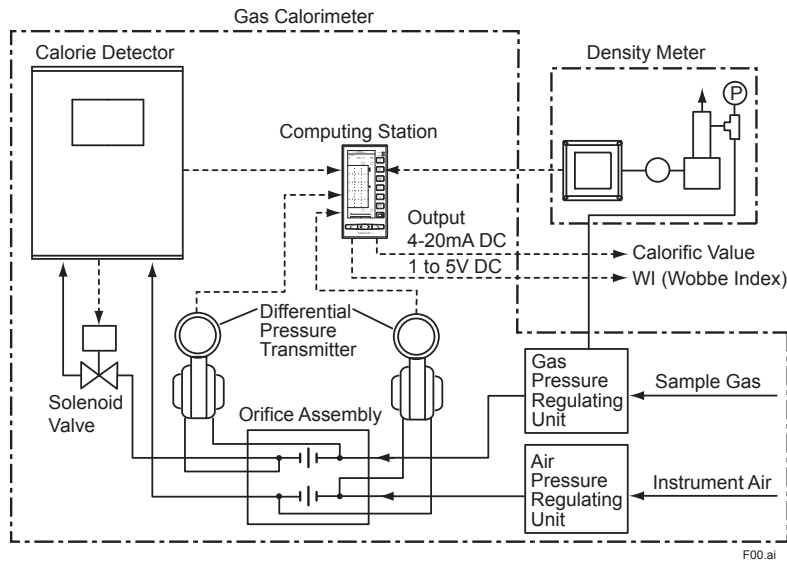 Gas Calorimeter
Calorie Detector
Density Meter
P
Computing Station
Output
4-20mA DC
Calorific Value
1 to 5V DC
WI (Wobbe Index)
Differential
Pressure
Transmitter
Gas
Pressure
Regulating
Unit
Sample Gas
Solenoid
Valve
Orifice Assembly
Air
Pressure
Regulating
Unit
Instrument Air
F00.ai